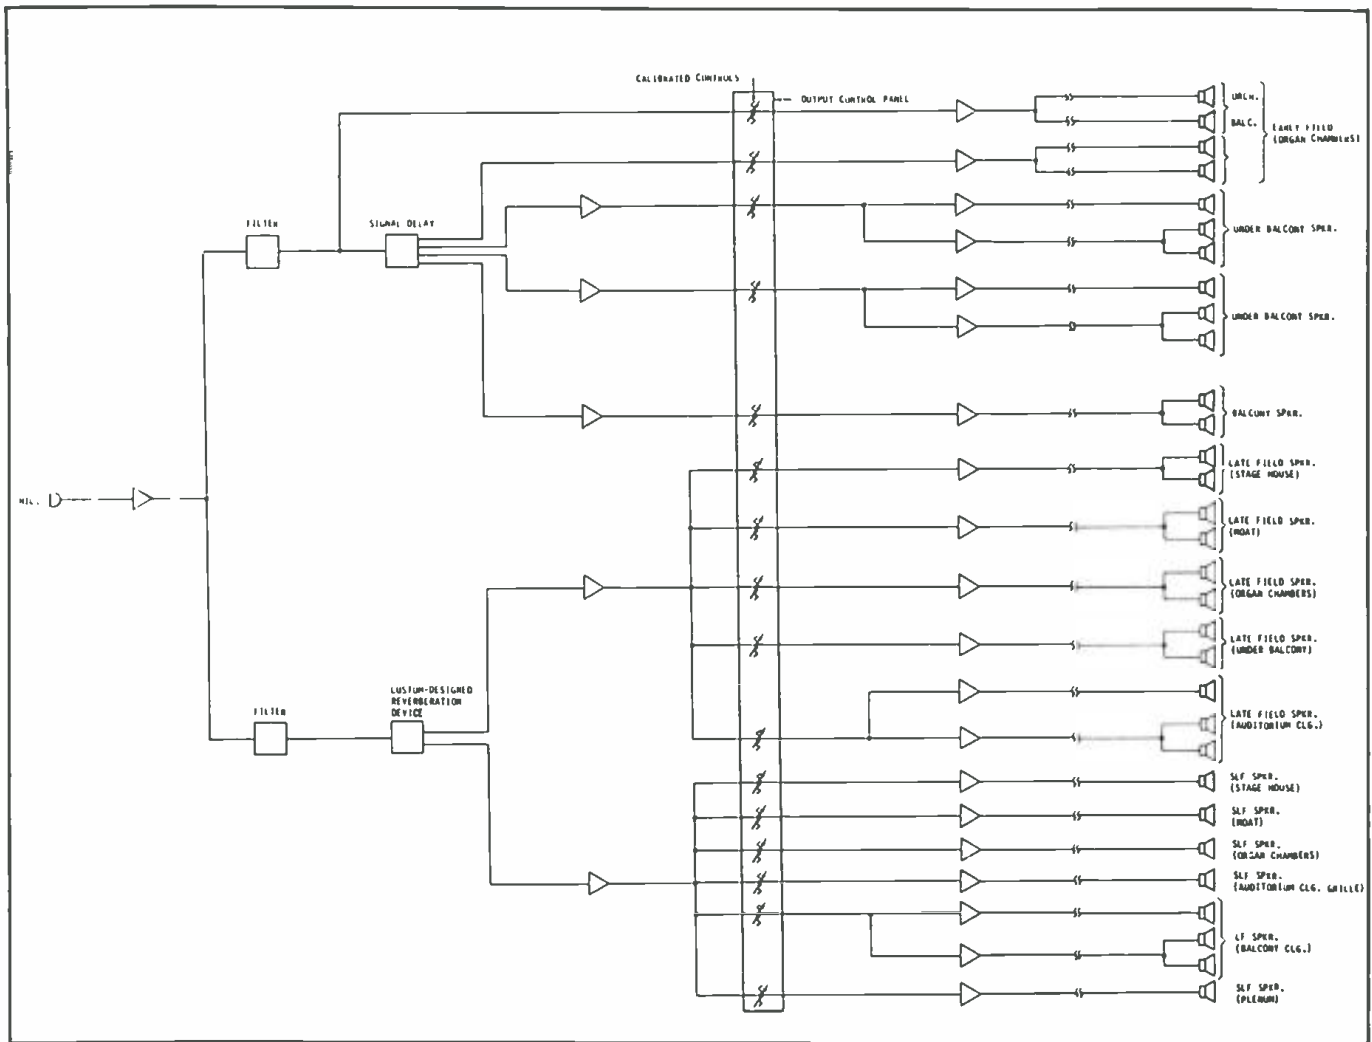 CALIBRATED CONTROLS
OUTPUT CONTROL PANEL
ORCH.
BALC.
EARLY FIELD
(ORGAN CHAMBERS)
FILTER
SIGNAL DELAY
UNDER BALCONY SPKR.
UNDER BALCONY SPKR.
BALCONY SPKR.
LATE FIELD SPKR.
(STAGE HOUSE)
MIC.
LATE FIELD SPKR.
(MOAT)
LATE FIELD SPKR.
(ORGAN CHAMBERS)
LATE FIELD SPKR.
(UNDER BALCONY)
CUSTOM-DESIGNED
REVERBERATION
DEVICE
FILTER
LATE FIELD SPKR.
(AUDITORIUM CLG.)
SLF SPKR.
(STAGE HOUSE)
SLF SPKR.
(MOAT)
SLF SPKR.
(ORGAN CHAMBERS)
SLF SPKR.
(AUDITORIUM CLG. GRILLE)
LF SPKR.
(BALCONY CLG.)
SLF SPKR.
(PLENUM)